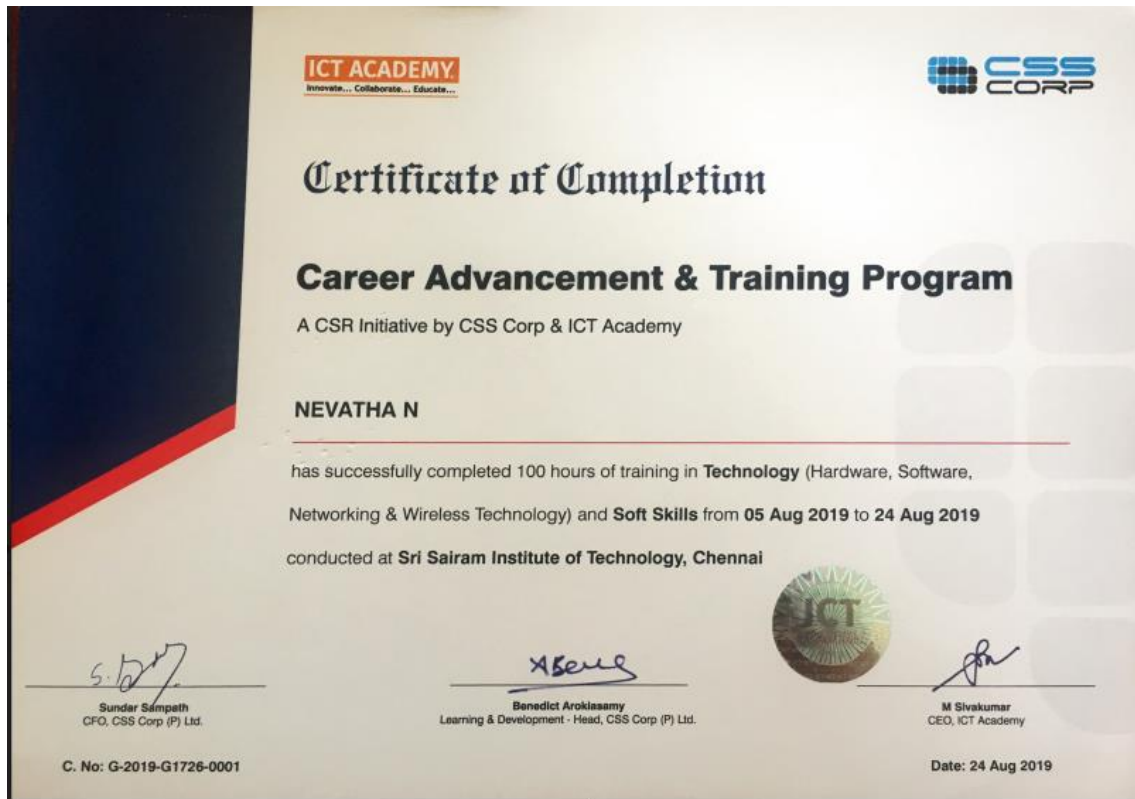 ICT ACADEMY.
Innovate... Collaborate... Educate...
CSS
CORP
Certificate of Completion
Career Advancement & Training Program
A CSR Initiative by CSS Corp & ICT Academy
NEVATHA N
has successfully completed 100 hours of training in Technology (Hardware, Software,
Networking & Wireless Technology) and Soft Skills from 05 Aug 2019 to 24 Aug 2019
conducted at Sri Sairam Institute of Technology, Chennai
ICT
Sundar Sampath
CFO, CSS Corp (P) Ltd.
Benedict Arokiasamy
Learning & Development - Head, CSS Corp (P) Ltd.
M Sivakumar
CEO, ICT Academy
C. No: G-2019-G1726-0001
Date: 24 Aug 2019